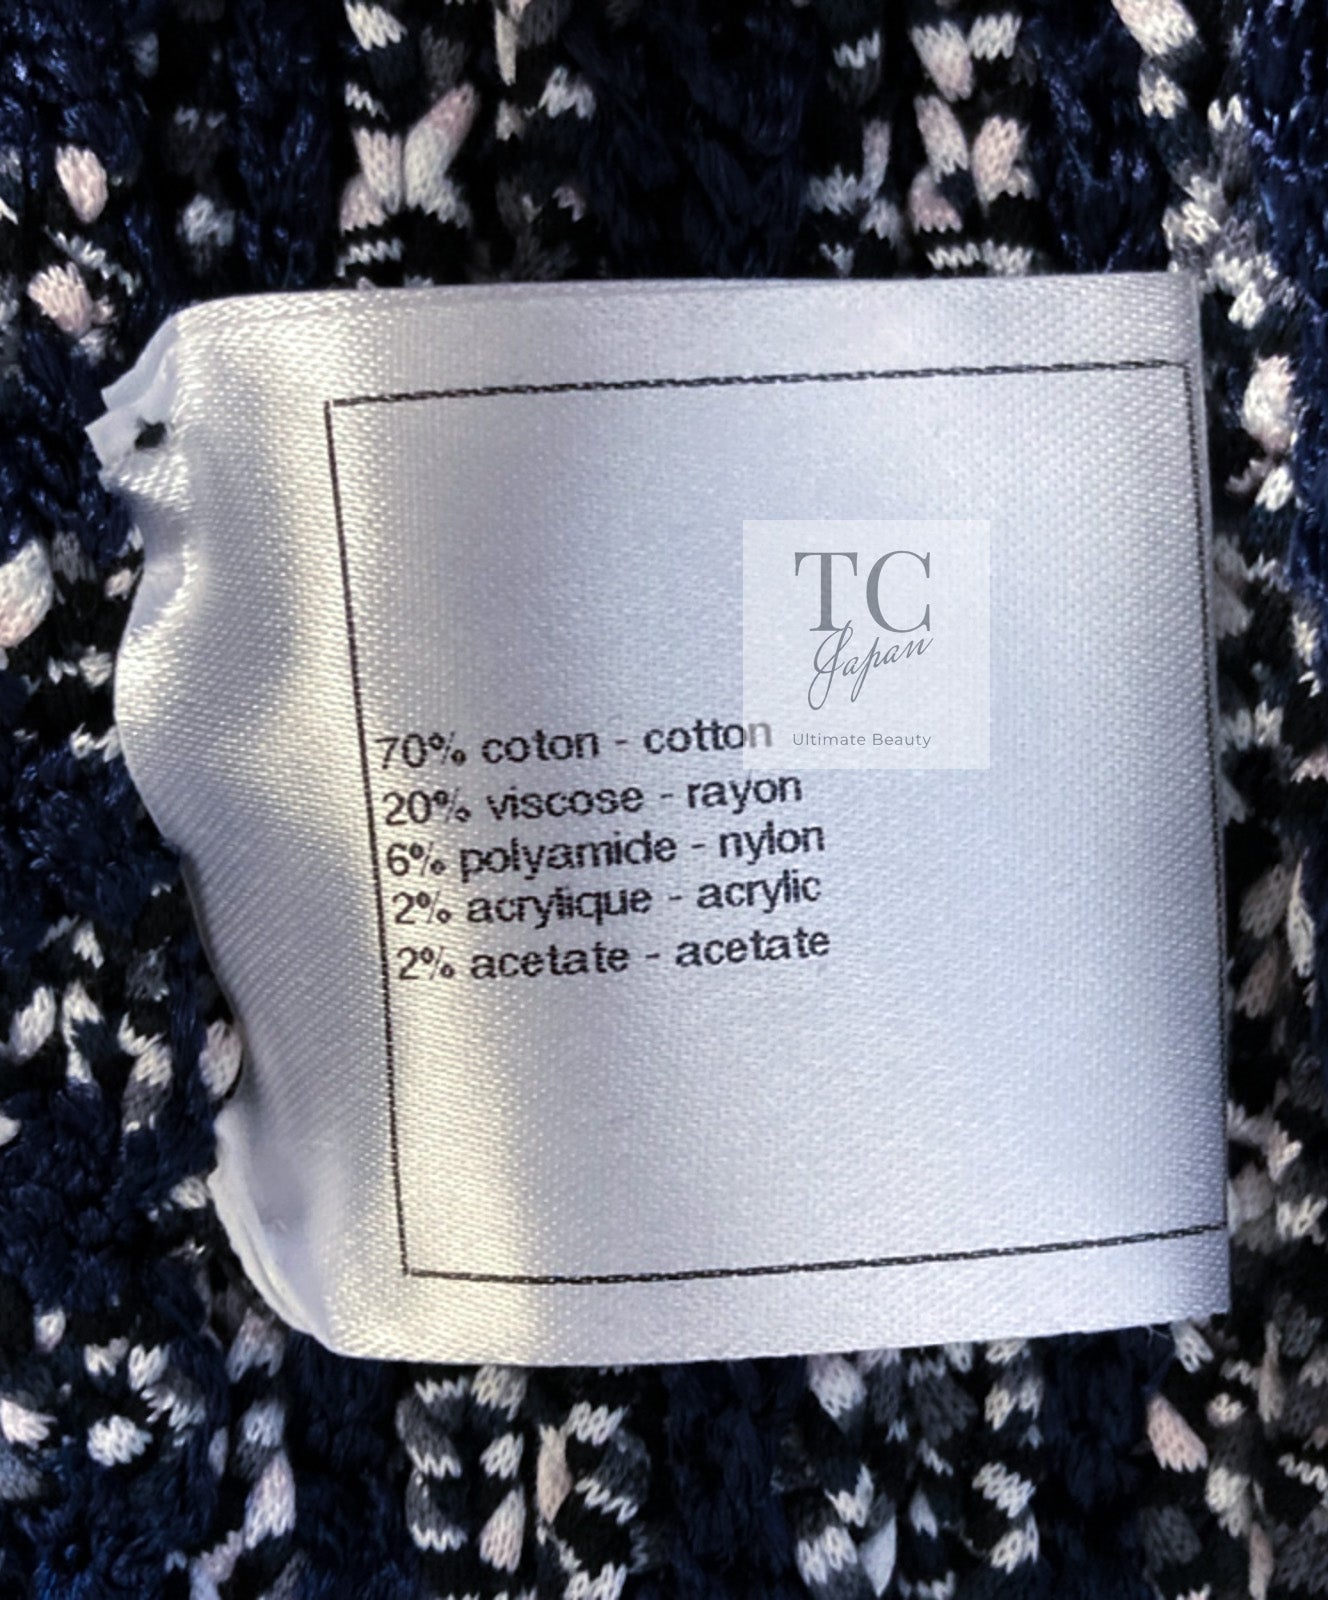 TC
Japan
Ultimate Beauty
70% coton - cotton
20% viscose - rayon
6% polyamide - nylon
2% acrylique - acrylic
2% acetate - acetate